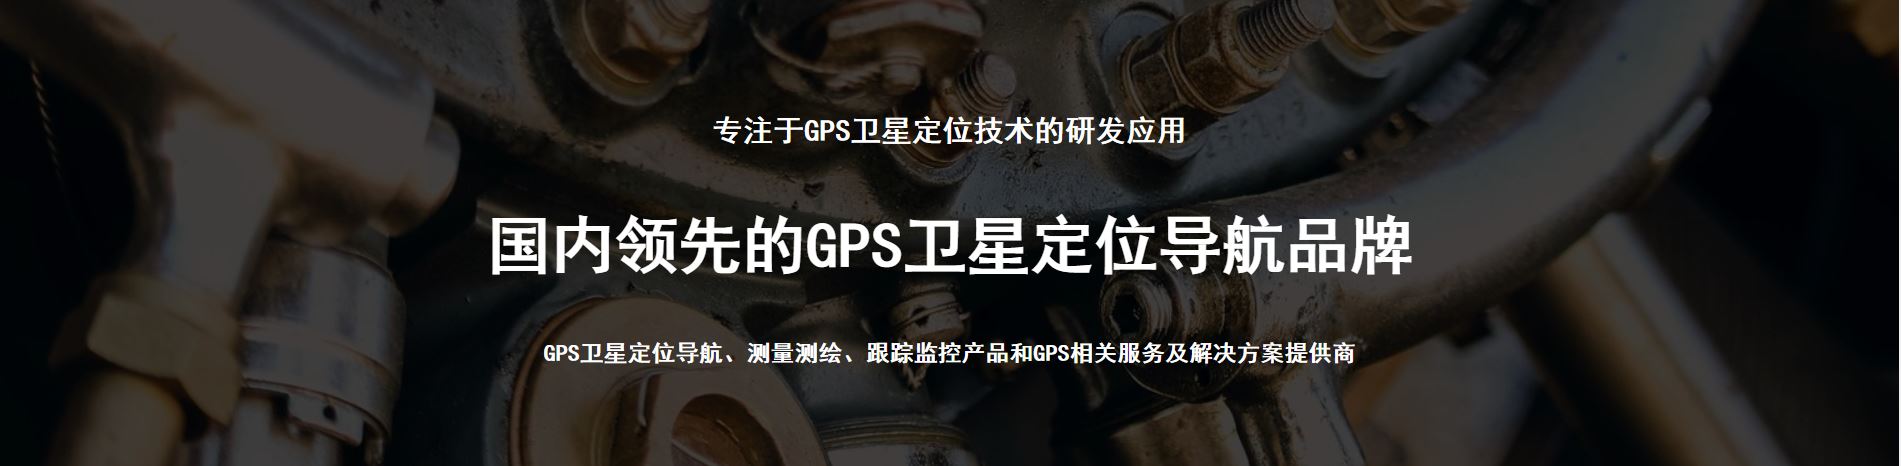 专注于GPS卫星定位技术的研发应用
国内领先的GPS卫星定位导航品牌
GPS卫星定位导航、测量测绘、跟踪监控产品和GPS相关服务及解决方案提供商